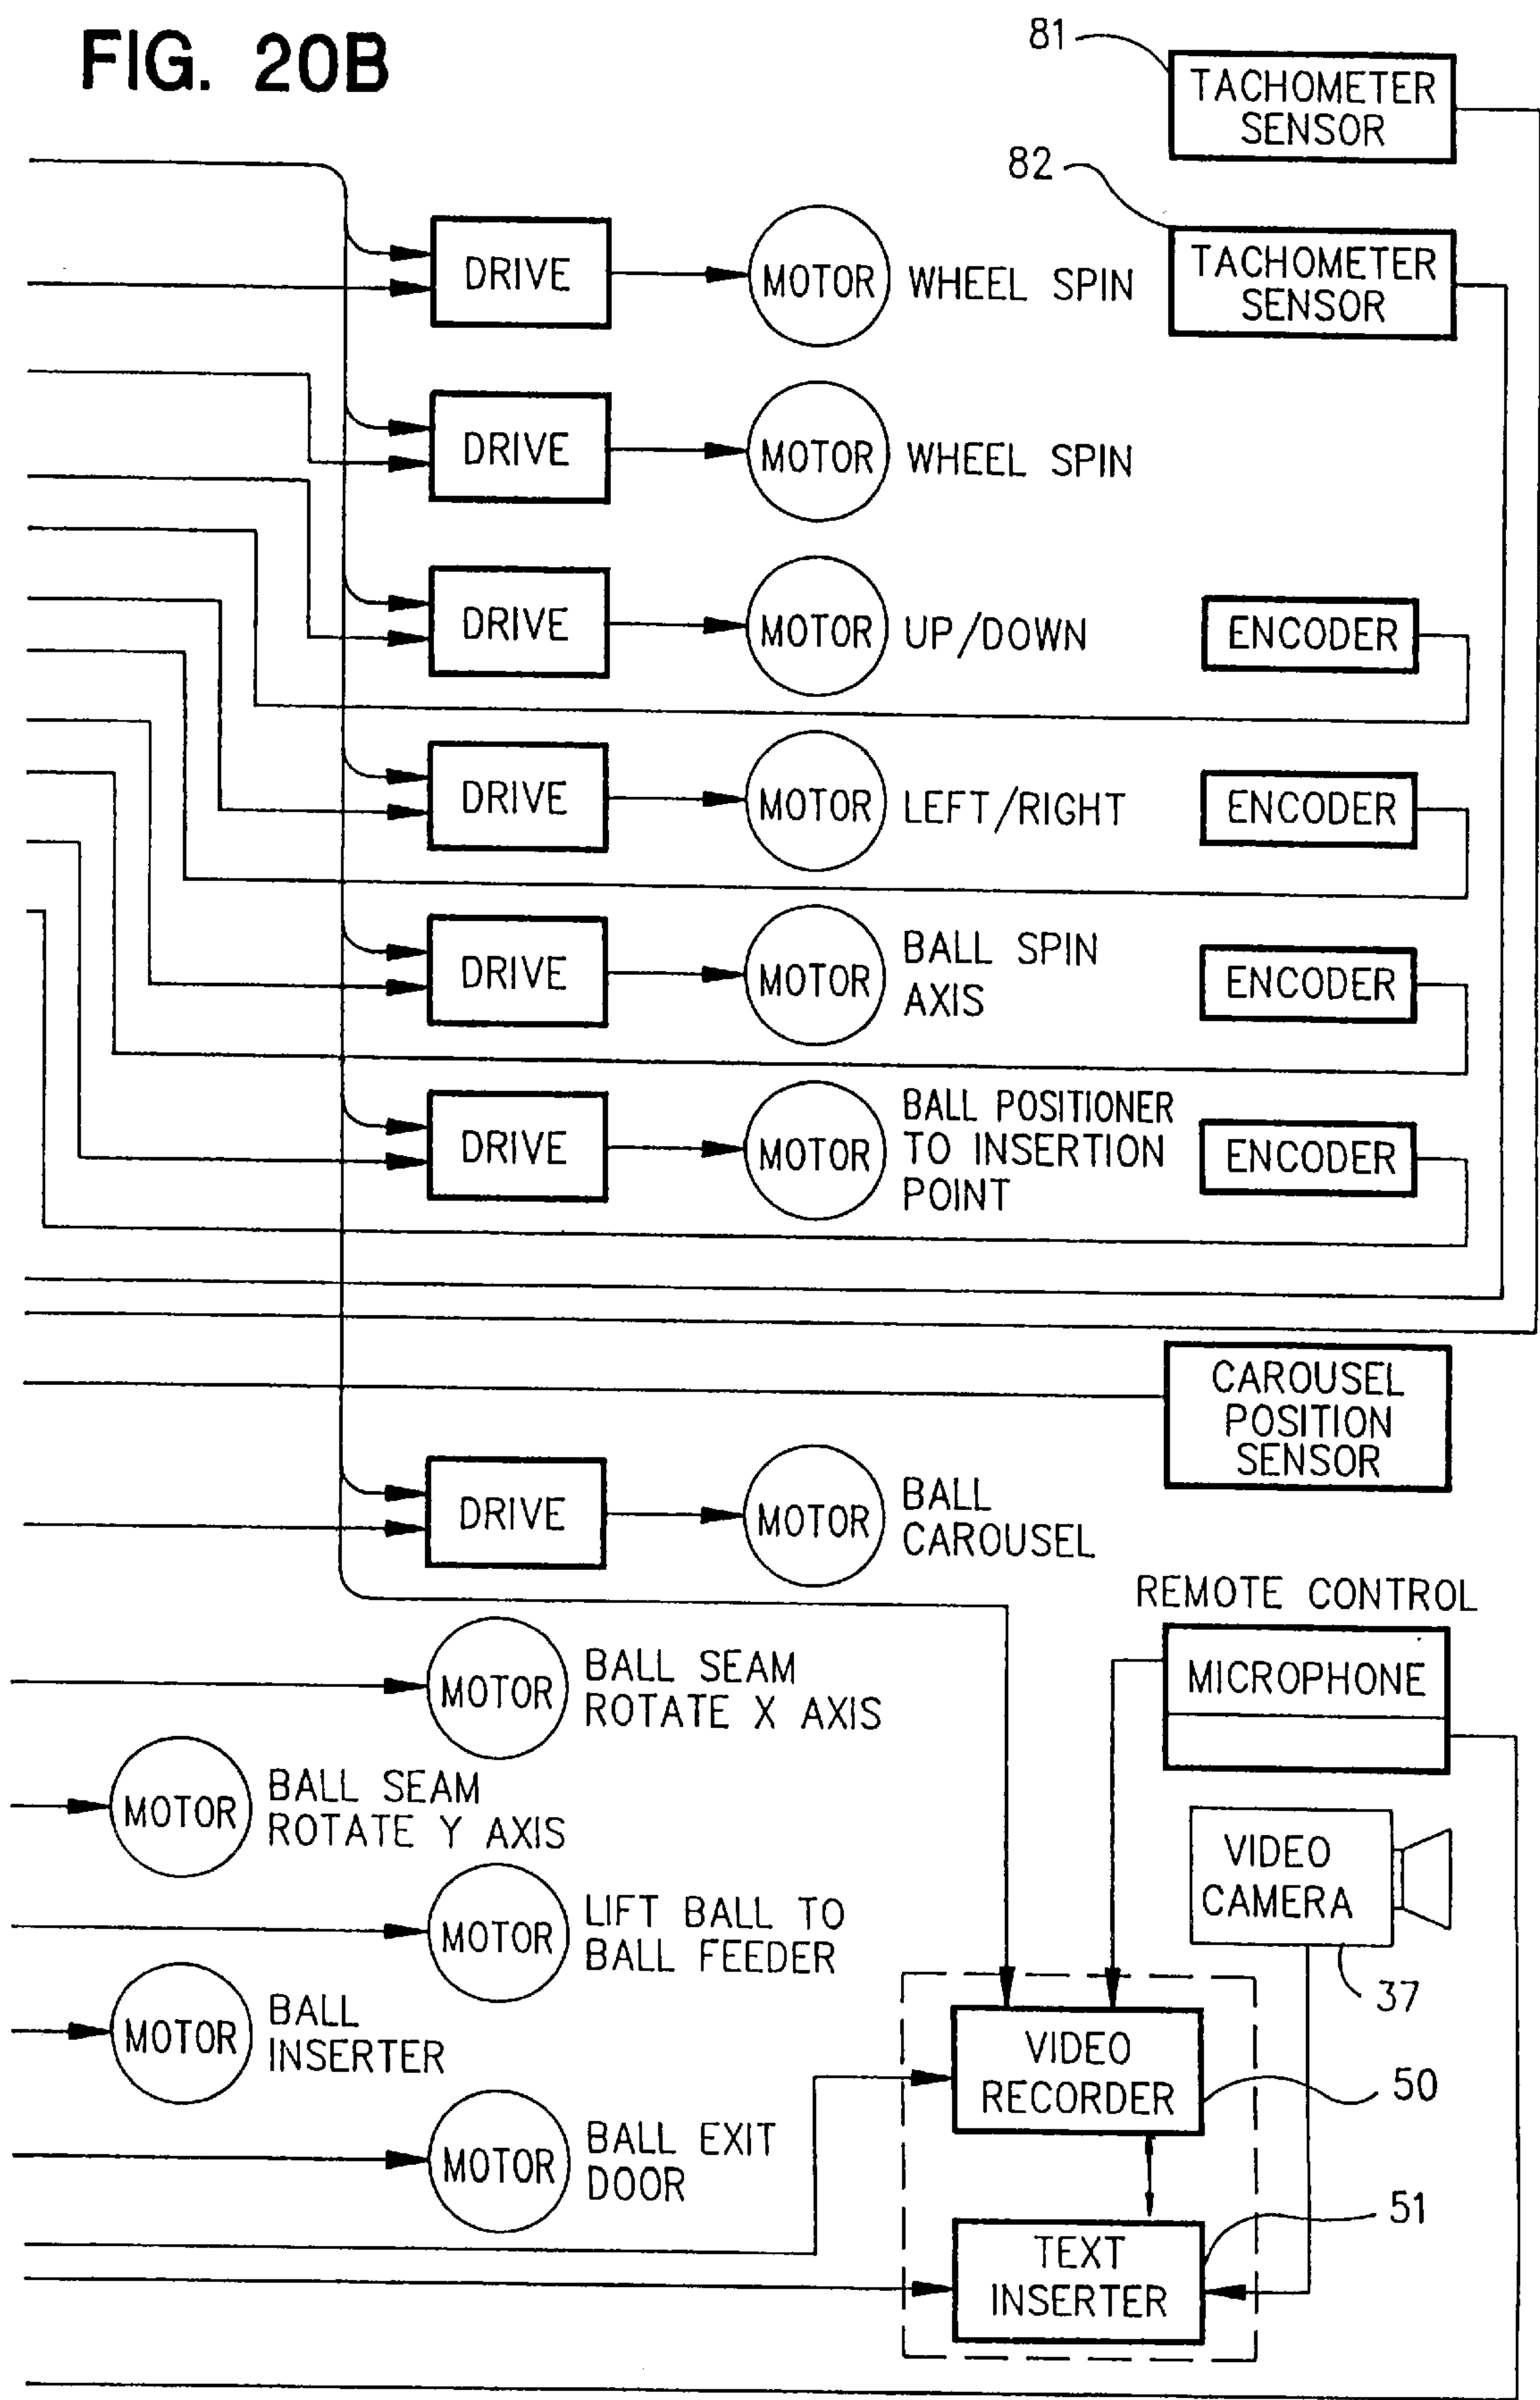 FIG. 20B
81
TACHOMETER
SENSOR
82
TACHOMETER
SENSOR
DRIVE
MOTOR
WHEEL SPIN
DRIVE
MOTOR
WHEEL SPIN
DRIVE
MOTOR
UP/DOWN
ENCODER
DRIVE
MOTOR
LEFT/RIGHT
ENCODER
DRIVE
MOTOR
BALL SPIN
AXIS
ENCODER
DRIVE
MOTOR
BALL POSITIONER
TO INSERTION
POINT
ENCODER
CAROUSEL
POSITION
SENSOR
DRIVE
MOTOR
BALL
CAROUSEL
REMOTE CONTROL
MICROPHONE
MOTOR
BALL SEAM
ROTATE X AXIS
MOTOR
BALL SEAM
ROTATE Y AXIS
VIDEO
CAMERA
37
MOTOR
LIFT BALL TO
BALL FEEDER
MOTOR
BALL
INSERTER
VIDEO
RECORDER
50
MOTOR
BALL EXIT
DOOR
51
TEXT
INSERTER